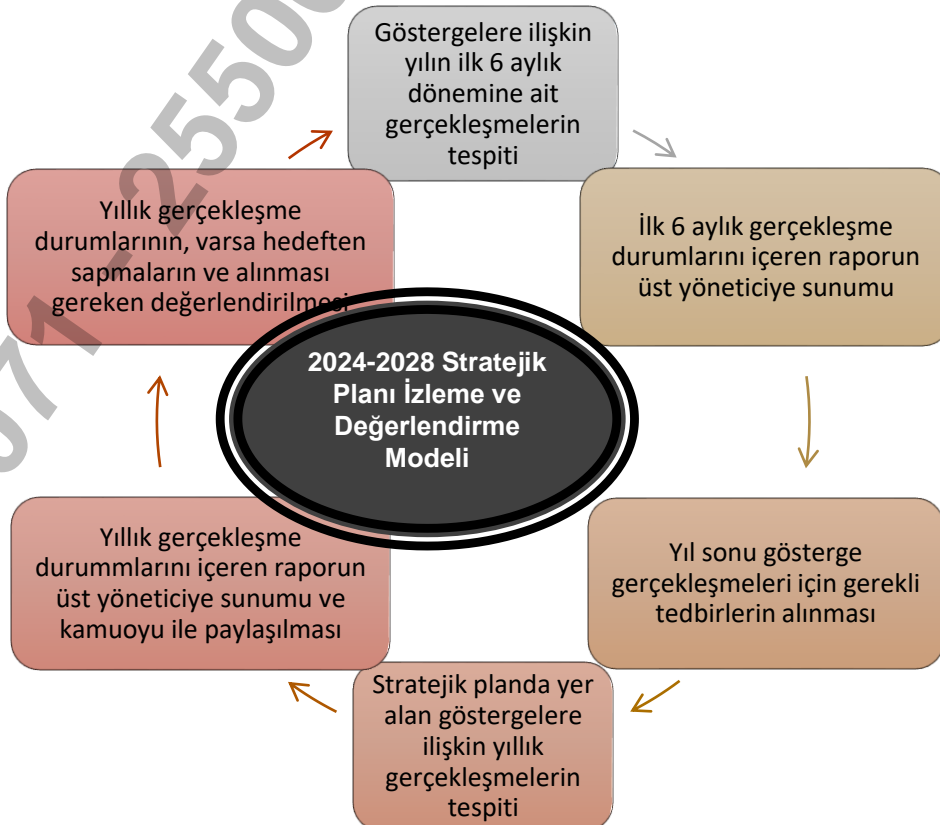 Göstergelere ilişkin
yılın ilk 6 aylık
dönemine ait
gerçekleşmelerin
tespiti
İlk 6 aylık gerçekleşme
durumlarını içeren raporun
üst yöneticiye sunumu
Yıl sonu gösterge
gerçekleşmeleri için gerekli
tedbirlerin alınması
Stratejik planda yer
alan göstergelere
ilişkin yıllık
gerçekleşmelerin
tespiti
Yıllık gerçekleşme
durummlarını içeren raporun
üst yöneticiye sunumu ve
kamuoyu ile paylaşılması
Yıllık gerçekleşme
durumlarının, varsa hedeften
sapmaların ve alınması
gereken değerlendirilmesi
2024-2028 Stratejik
Planı İzleme ve
Değerlendirme
Modeli